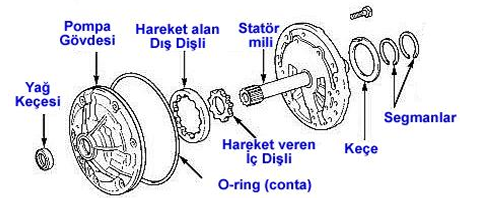 Pompa
Gövdesi
Hareket alan
Dış Dişli
Statör
mili
Yağ
Keçesi
Segmanlar
Hareket veren
İç Dişli
Keçe
O-ring (conta)